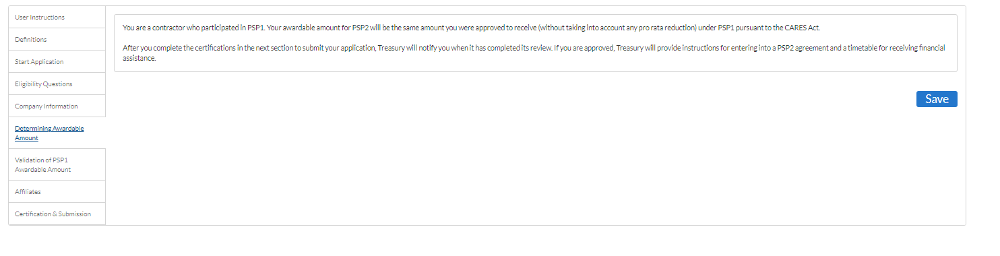 User Instructions
Definitions
Start Application
Eligibility Questions
Company Information
Determining Awardable
Amount
Validation of PSP1
Awardable Amount
Affiliates
Certification & Submission
You are a contractor who participated in PSP1. Your awardable amount for PSP2 will be the same amount you were approved to receive (without taking into account any pro rata reduction) under PSP1 pursuant to the CARES Act.
After you complete the certifications in the next section to submit your application, Treasury will notify you when it has completed its review. If you are approved, Treasury will provide instructions for entering into a PSP2 agreement and a timetable for receiving financial
assistance.
Save